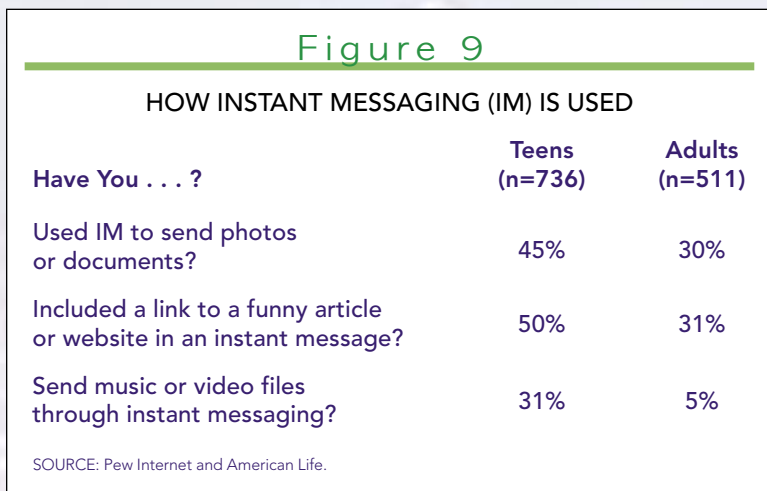 Figure 9
HOW INSTANT MESSAGING (IM) IS USED
Teens Adults
Have You . . . ? (n=736) (n=511)
Used IM to send photos
or documents? 45% 30%
Included a link to a funny article
or website in an instant message? 50% 31%
Send music or video files
through instant messaging? 31% 5%
SOURCE: Pew Internet and American Life.